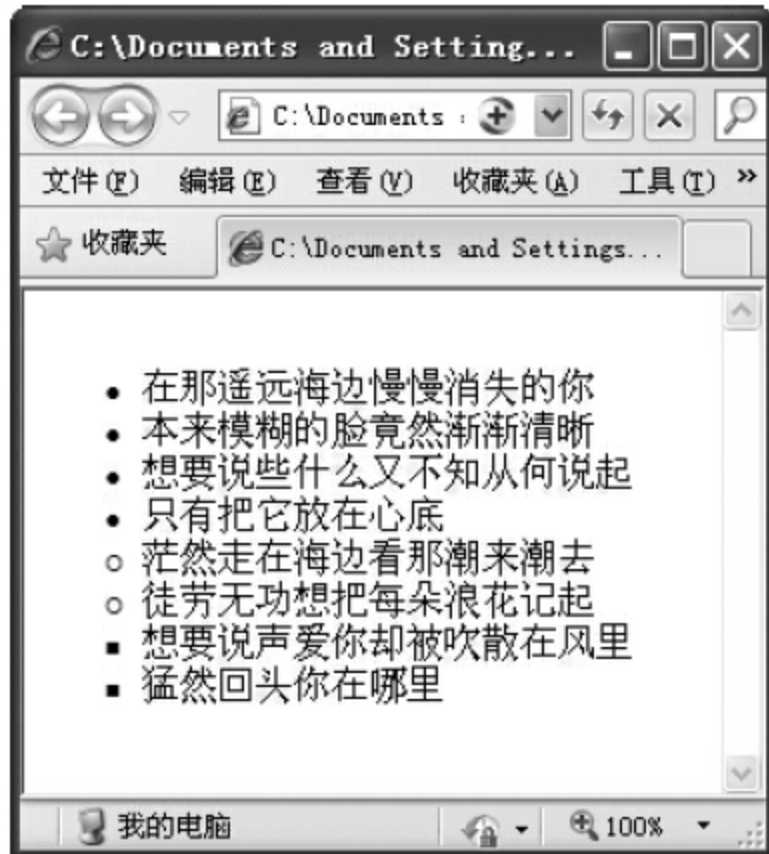 C:\Documents and Setting...
C:\Documents
文件(F) 编辑(E) 查看(V) 收藏夹(A) 工具(T) »
收藏夹 C:\Documents and Settings...
• 在那遥远海边慢慢消失的你
• 本来模糊的脸竟然渐渐清晰
• 想要说些什么又不知从何说起
• 只有把它放在心底
○ 茫然走在海边看那潮来潮去
○ 徒劳无功想把每朵浪花记起
▪ 想要说声爱你却被吹散在风里
▪ 猛然回头你在哪里
我的电脑 100%